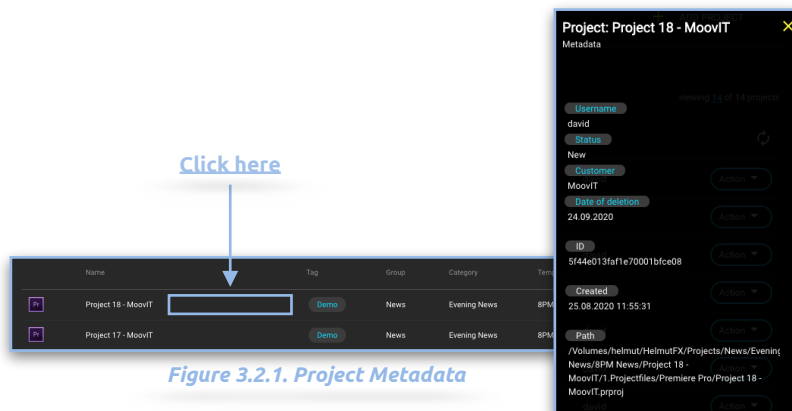 Click here
Name Tag Group Category Temp
Pr Project 18 - MoovIT Demo News Evening News 8PM
Pr Project 17 - MoovIT Demo News Evening News 8PM
Figure 3.2.1. Project Metadata
Project: Project 18 - MoovIT
Metadata
viewing 14 of 14 projects
Username
david
Status
New
Customer
MoovIT
Action
Date of deletion
24.09.2020
Action
ID
5f44e013faf1e70001bfce08
Action
Created
25.08.2020 11:55:31
Action
Path
Action
/Volumes/helmut/HelmutFX/Projects/News/Evening
News/8PM News/Project 18 -
MoovIT/1.Projectfiles/Premiere Pro/Project 18 -
MoovIT.prproj
Action
david